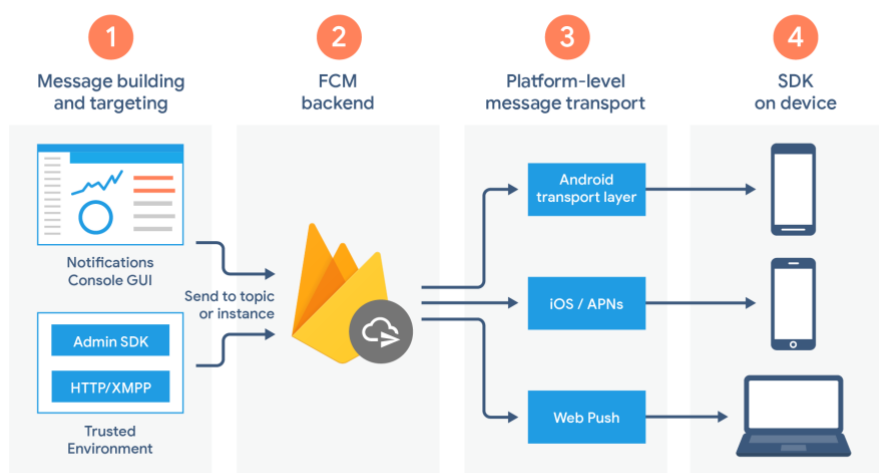 1
Message building
and targeting
2
FCM
backend
3
Platform-level
message transport
4
SDK
on device
Notifications
Console GUI
Send to topic
or instance
Admin SDK
HTTP/XMPP
Trusted
Environment
Android
transport layer
iOS / APNs
Web Push